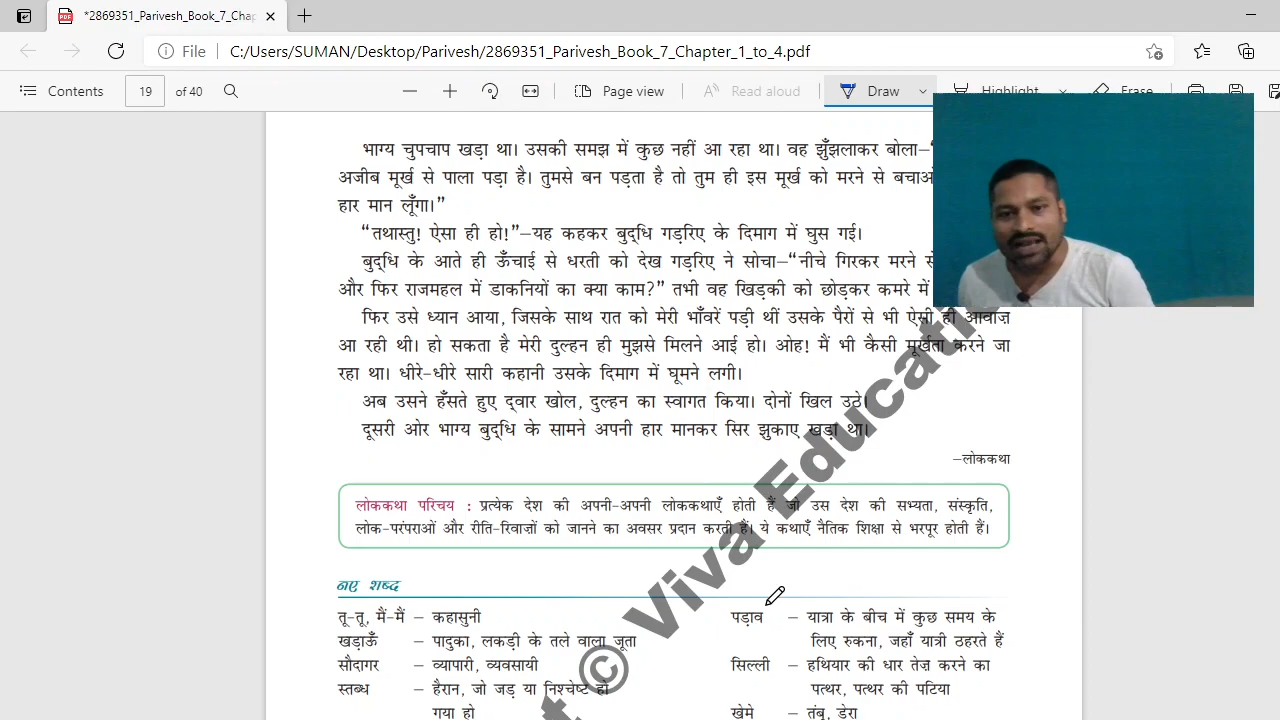 *2869351_Parivesh_Book_7_Chap
File
C:/Users/SUMAN/Desktop/Parivesh/2869351_Parivesh_Book_7_Chapter_1_to_4.pdf
Contents
19
of 40
Page view
Read aloud
Draw
Highlight
Erase
भाग्य चुपचाप खड़ा था। उसकी समझ में कुछ नहीं आ रहा था। वह झुँझलाकर बोला–“
अजीब मूर्ख से पाला पड़ा है। तुमसे बन पड़ता है तो तुम ही इस मूर्ख को मरने से बचाओ
हार मान लूँगा।”
“तथास्तु! ऐसा ही हो!”–यह कहकर बुद्‌धि गड़रिए के दिमाग में घुस गई।
बुद्‌धि के आते ही ऊँचाई से धरती को देख गड़रिए ने सोचा–“नीचे गिरकर मरने से
और फिर राजमहल में डाकनियों का क्या काम?” तभी वह खिड़की को छोड़कर कमरे में
फिर उसे ध्यान आया, जिसके साथ रात को मेरी भाँवरें पड़ी थीं उसके पैरों से भी ऐसी ही आवाज़
आ रही थी। हो सकता है मेरी दुल्हन ही मुझसे मिलने आई हो। ओह! मैं भी कैसी मूर्खता करने जा
रहा था। धीरे-धीरे सारी कहानी उसके दिमाग में घूमने लगी।
अब उसने हँसते हुए द्‌वार खोल, दुल्हन का स्वागत किया। दोनों खिल उठे।
दूसरी ओर भाग्य बुद्‌धि के सामने अपनी हार मानकर सिर झुकाए खड़ा था।
–लोककथा
लोककथा परिचय : प्रत्येक देश की अपनी-अपनी लोककथाएँ होती हैं जो उस देश की सभ्यता, संस्कृति,
लोक-परंपराओं और रीति-रिवाज़ों को जानने का अवसर प्रदान करती हैं। ये कथाएँ नैतिक शिक्षा से भरपूर होती हैं।
नए शब्द
तू-तू, मैं-मैं – कहासुनी
खड़ाऊँ – पादुका, लकड़ी के तले वाला जूता
सौदागर – व्यापारी, व्यवसायी
स्तब्ध – हैरान, जो जड़ या निश्चेष्ट हो
गया हो
पड़ाव – यात्रा के बीच में कुछ समय के
लिए रुकना, जहाँ यात्री ठहरते हैं
सिल्ली – हथियार की धार तेज़ करने का
पत्थर, पत्थर की पटिया
खेमे – तंबू, डेरा
© Viva Educati